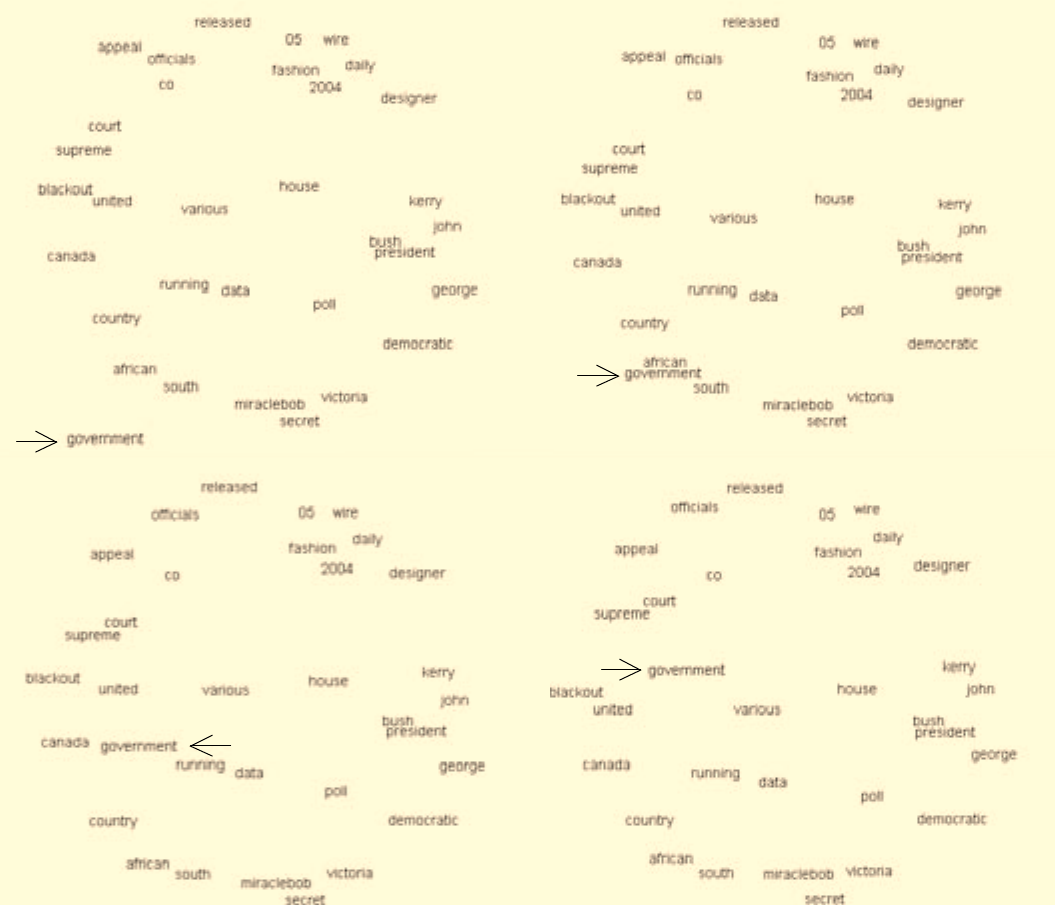 released
05 wire
appeal
officials
fashion daily
co
2004
designer
court
supreme
blackout
united
various
house
kerry
john
bush
president
canada
running
data
george
poll
country
democratic
african
south
victoria
miraclebob
secret
government
released
05 wire
appeal officials
fashion daily
co
2004
designer
court
supreme
blackout
united
various
house
kerry
john
bush
president
canada
running
data
george
poll
country
democratic
african
government
south
victoria
miraclebob
secret
released
officials
05 wire
appeal
fashion daily
co
2004
designer
court
supreme
blackout
united
various
house
kerry
john
bush
president
canada government
running
data
george
poll
country
democratic
african
south
victoria
miraclebob
secret
released
officials
05 wire
appeal
fashion daily
co
2004
designer
court
supreme
government
kerry
blackout
house
john
united
various
bush
president
george
canada
running
data
poll
country
democratic
african
south
miraclebob victoria
secret